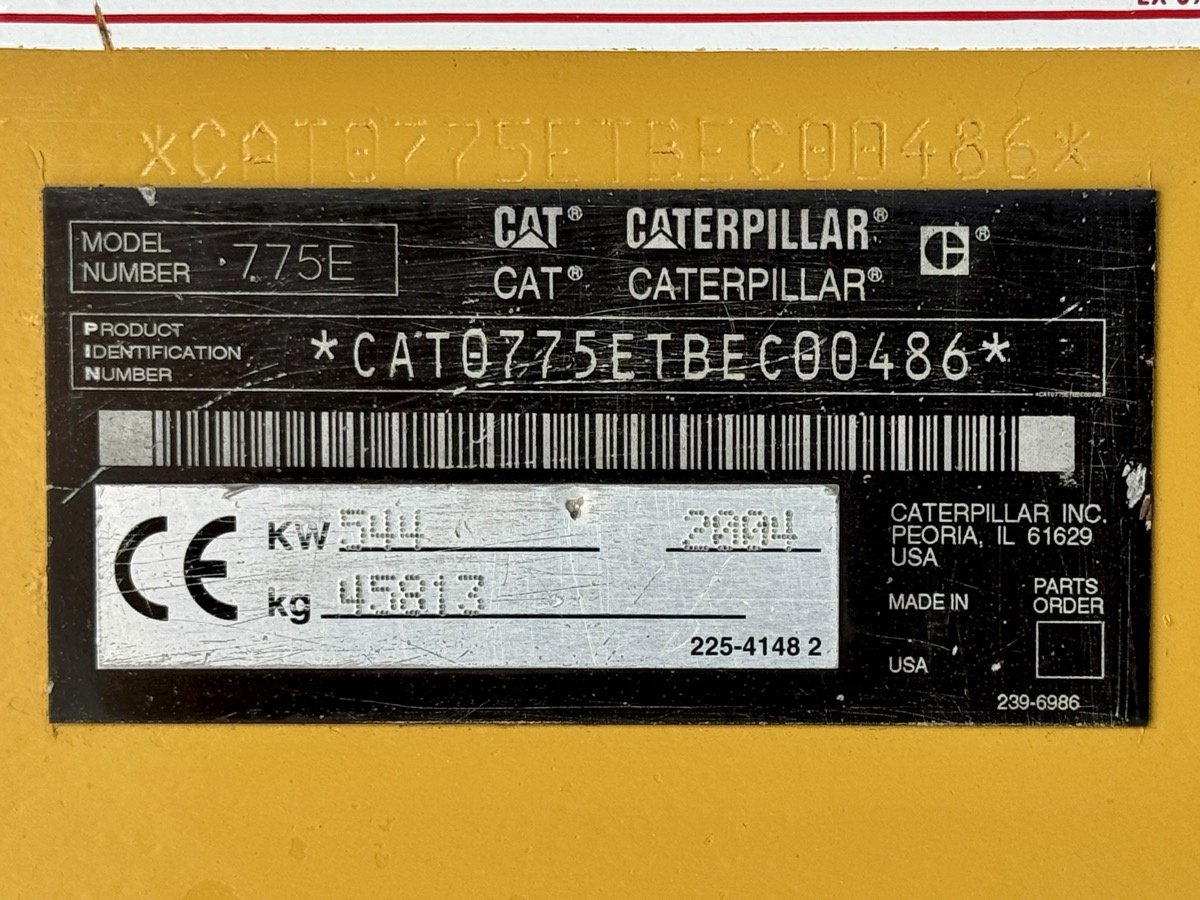 *CAT0775ETBEC00486*
MODEL NUMBER 775E
CAT® CATERPILLAR®
CAT® CATERPILLAR®
PRODUCT IDENTIFICATION NUMBER *CAT0775ETBEC00486*
*CAT0775ETBEC00486*
CE KW 544 2004
kg 45813
225-4148 2
CATERPILLAR INC.
PEORIA, IL 61629
USA
MADE IN
USA
PARTS
ORDER
239-6986